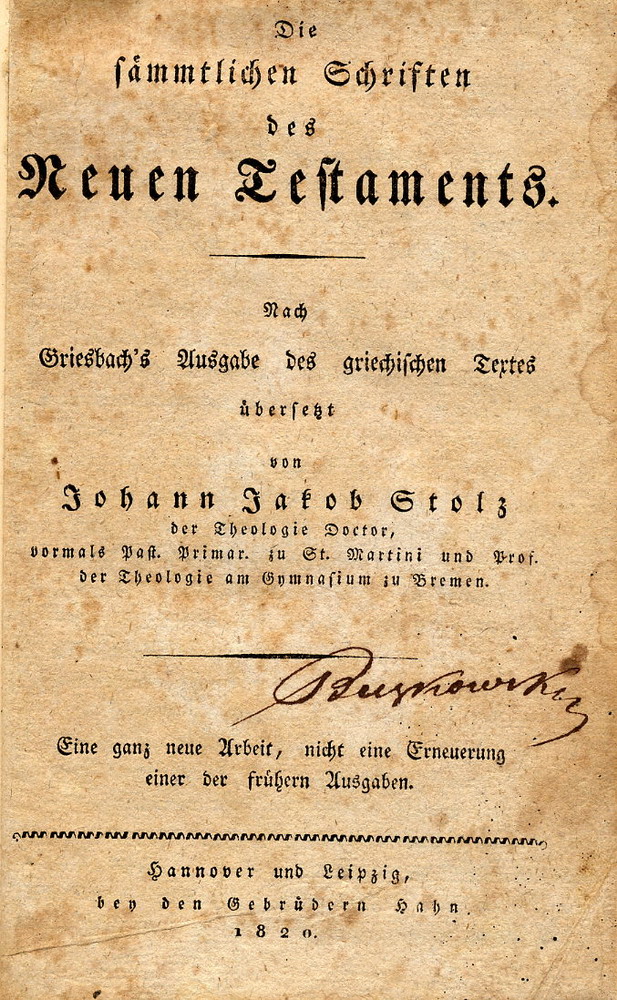 Die
sämmtlichen Schriften
des
Neuen Testaments.
Nach
Griesbach's Ausgabe des griechischen Textes
übersetzt
von
Johann Jakob Stolz
der Theologie Doctor,
vormals Past. Primar. zu St. Martini und Prof.
der Theologie am Gymnasium zu Bremen.
Eine ganz neue Arbeit, nicht eine Erneuerung
einer der frühern Ausgaben.
Hannover und Leipzig,
bey den Gebrüdern Hahn.
1820.